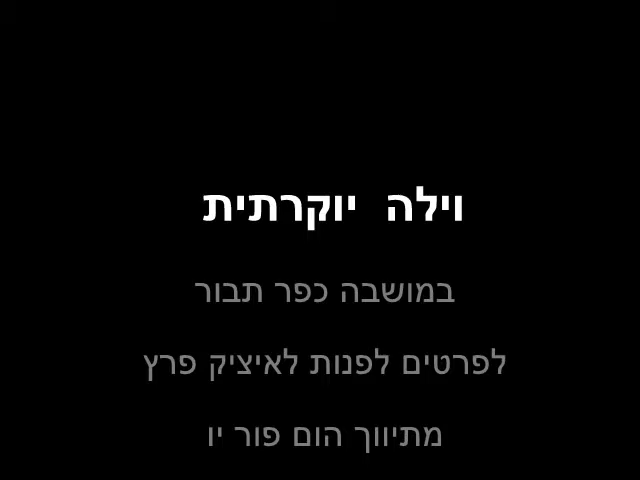 וילה יוקרתית
במושבה כפר תבור
לפרטים לפנות לאיציק פרץ
מתיווך הום פור יו